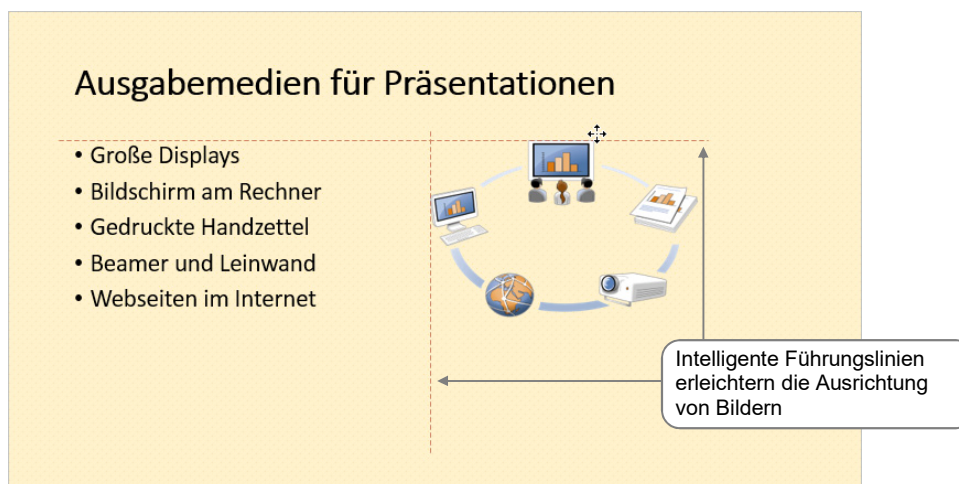 Ausgabemedien für Präsentationen
• Große Displays
• Bildschirm am Rechner
• Gedruckte Handzettel
• Beamer und Leinwand
• Webseiten im Internet
Intelligente Führungslinien
erleichtern die Ausrichtung
von Bildern